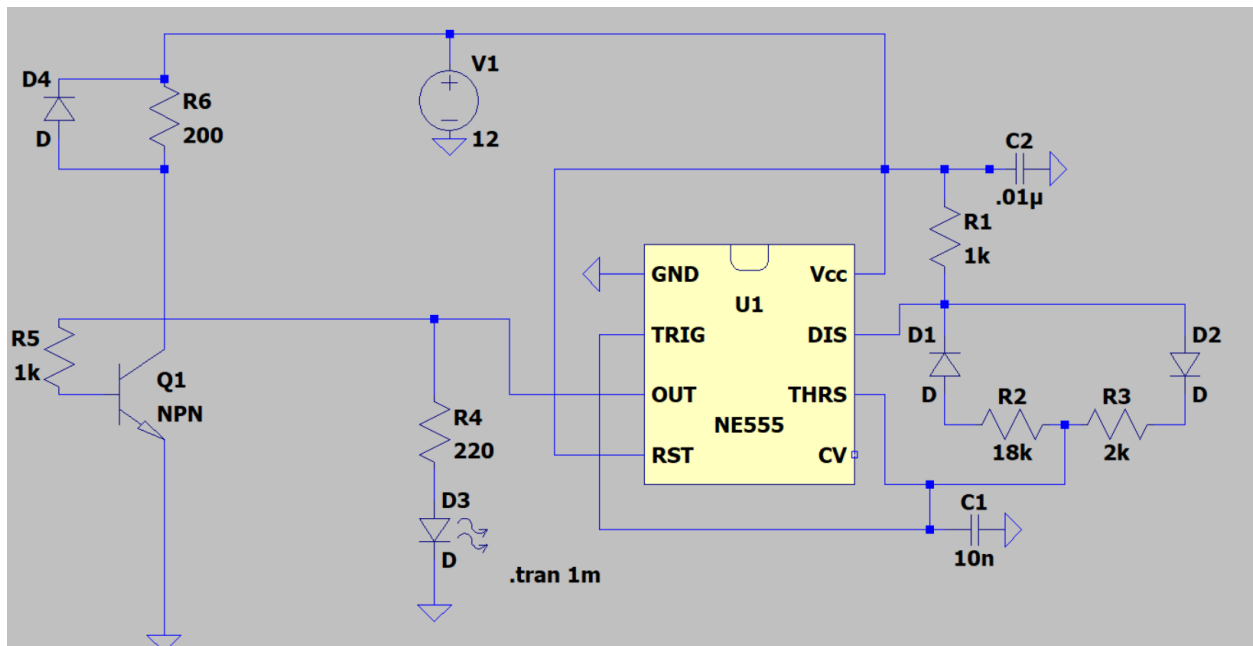 V1
12
D4
D
R6
200
C2
.01µ
R1
1k
GND
Vcc
U1
TRIG
DIS
OUT
THRS
NE555
RST
CV
D1
D
D2
D
R2
18k
R3
2k
R5
1k
Q1
NPN
R4
220
D3
D
C1
10n
.tran 1m